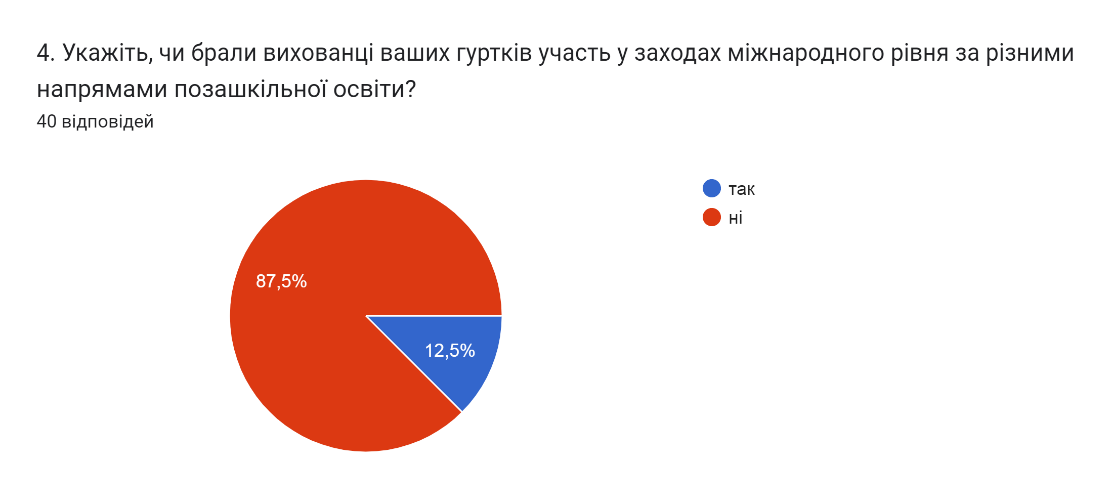 4. Укажіть, чи брали вихованці ваших гуртків участь у заходах міжнародного рівня за різними
напрямами позашкільної освіти?
40 відповідей
так
ні
87,5%
12,5%